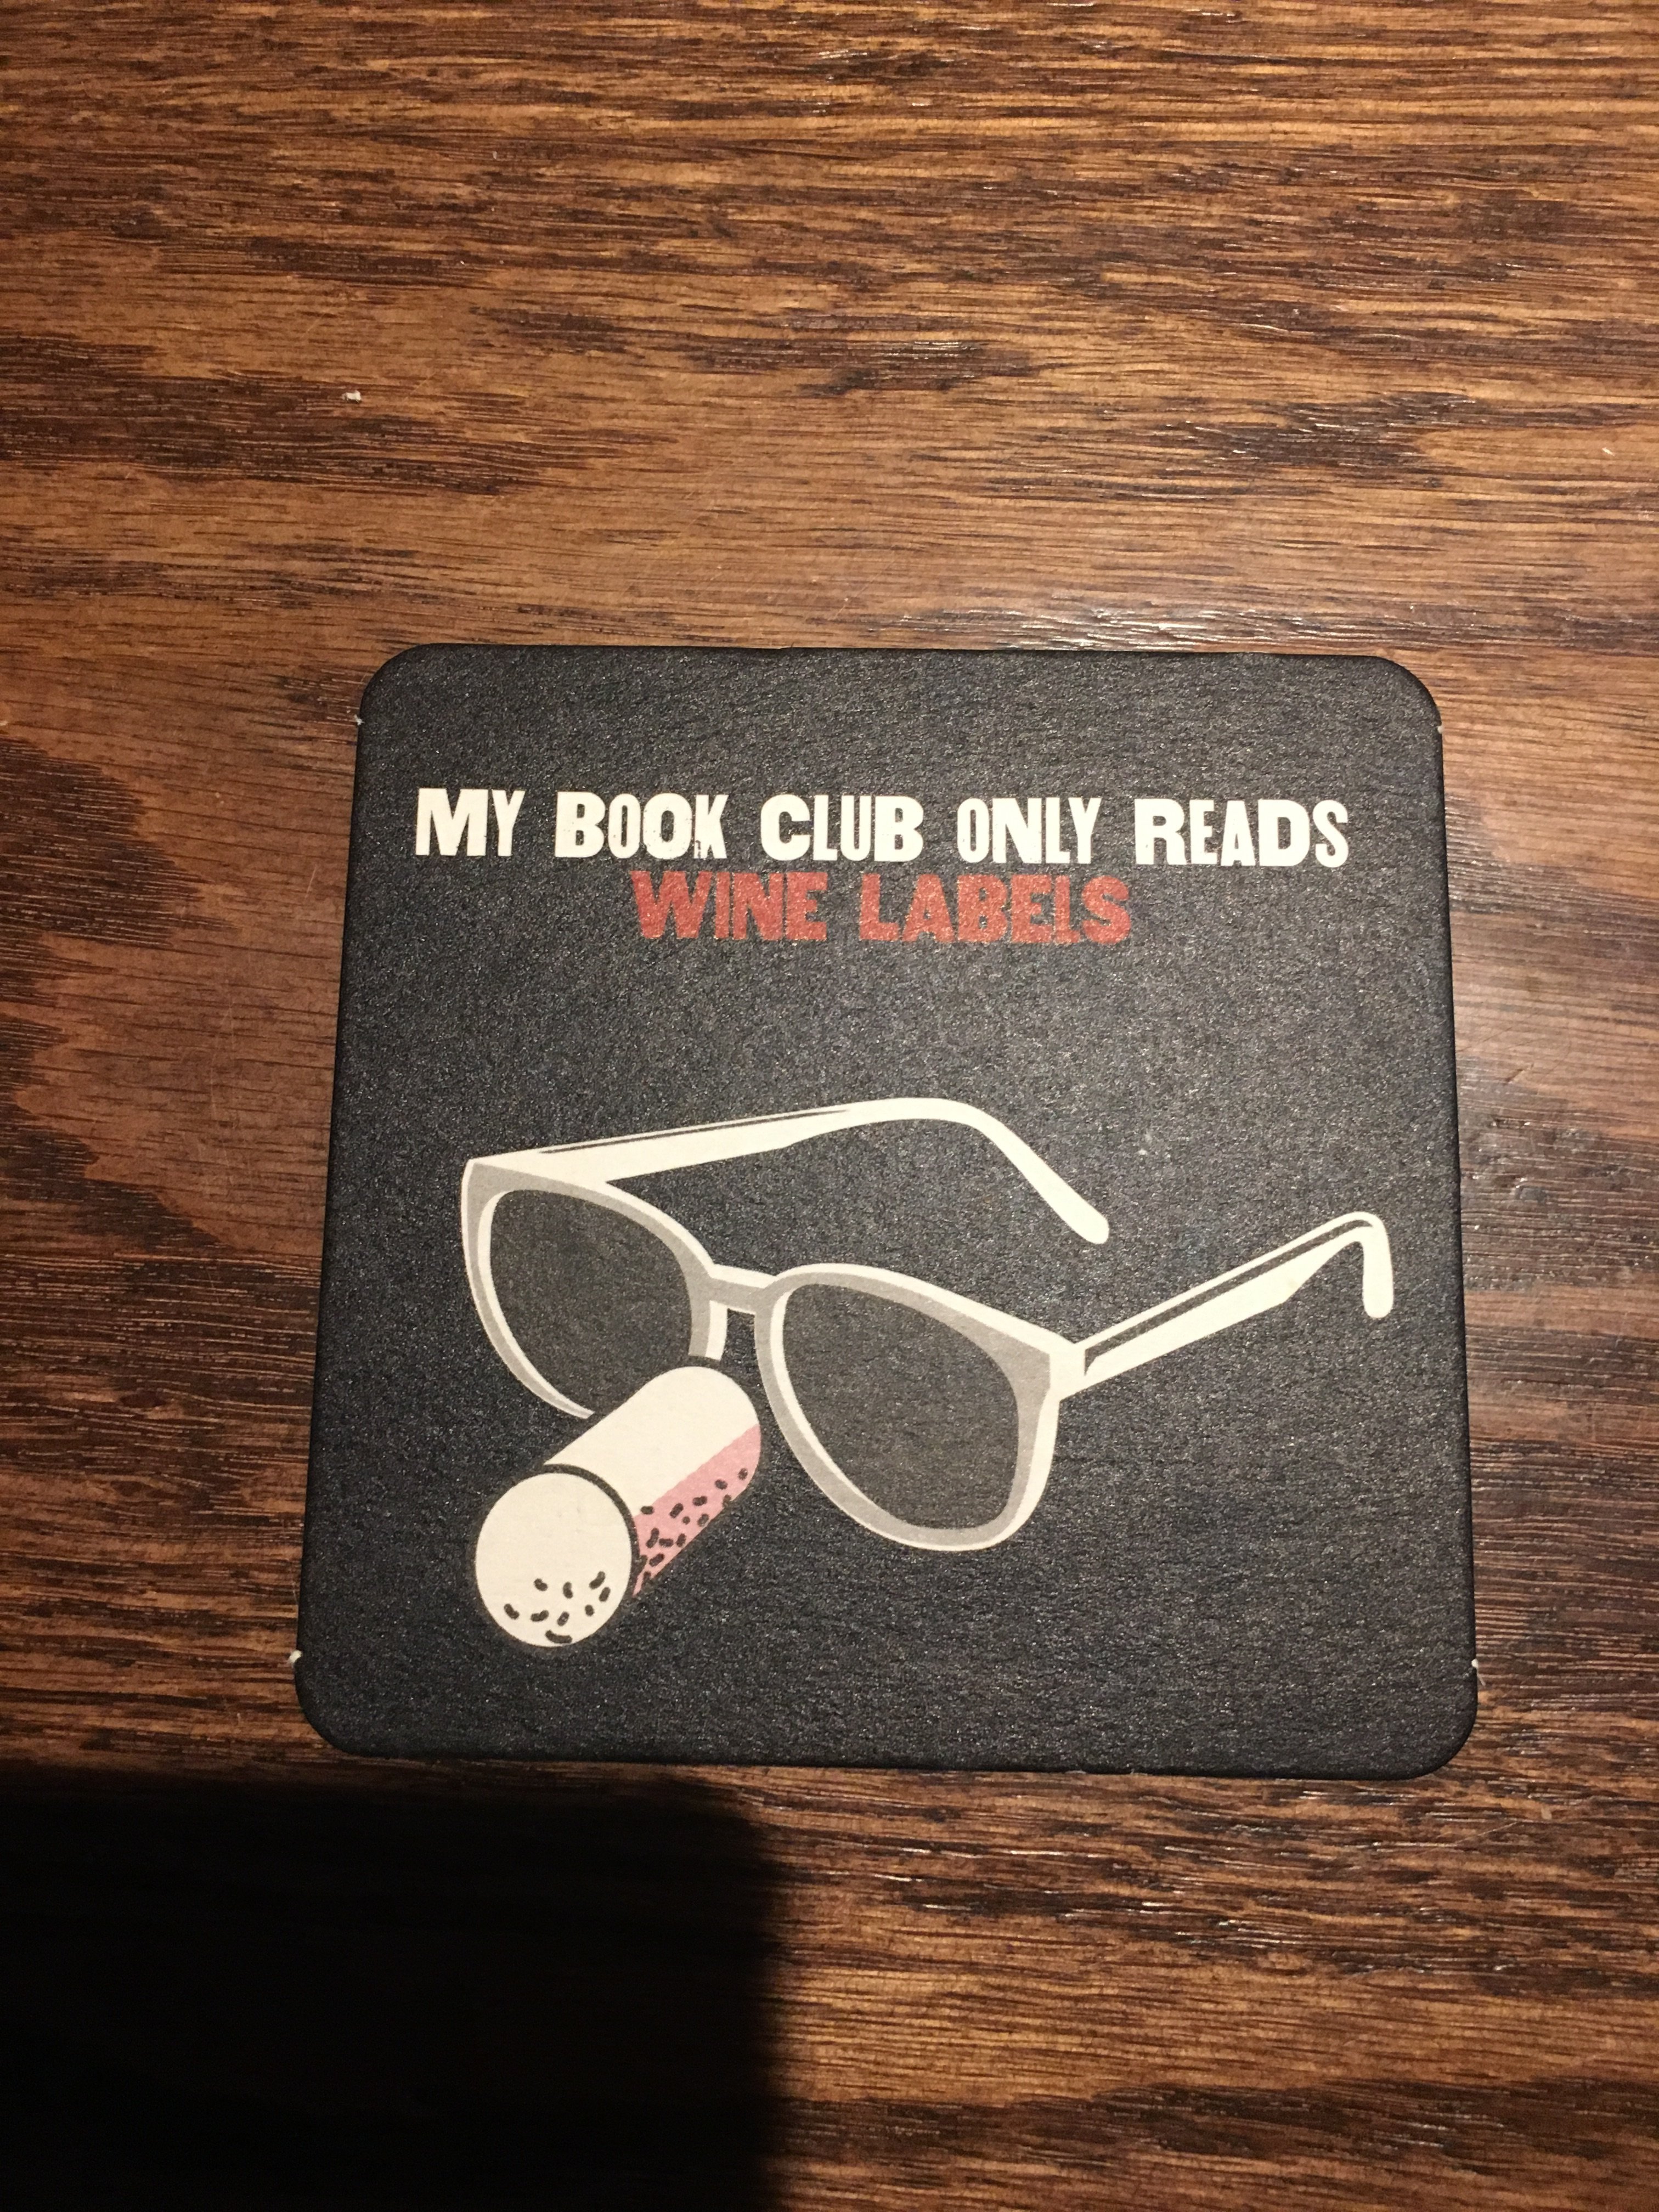 MY BOOK CLUB ONLY READS
WINE LABELS